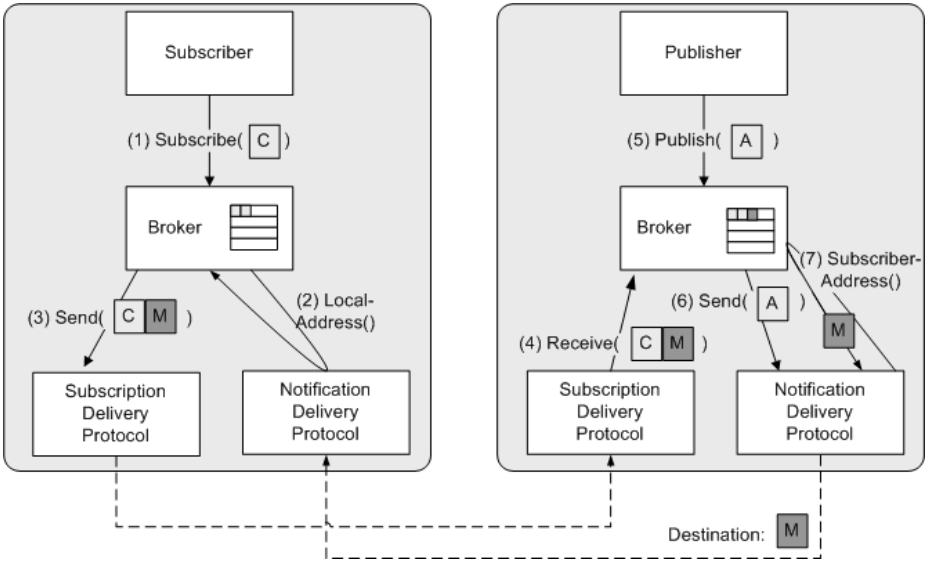 Subscriber
(1) Subscribe( C )
Broker
(2) Local-
Address()
(3) Send( C M )
Subscription
Delivery
Protocol
Notification
Delivery
Protocol
Publisher
(5) Publish( A )
Broker
(7) Subscriber-
Address()
(6) Send( A )
M
(4) Receive( C M )
Subscription
Delivery
Protocol
Notification
Delivery
Protocol
Destination: M